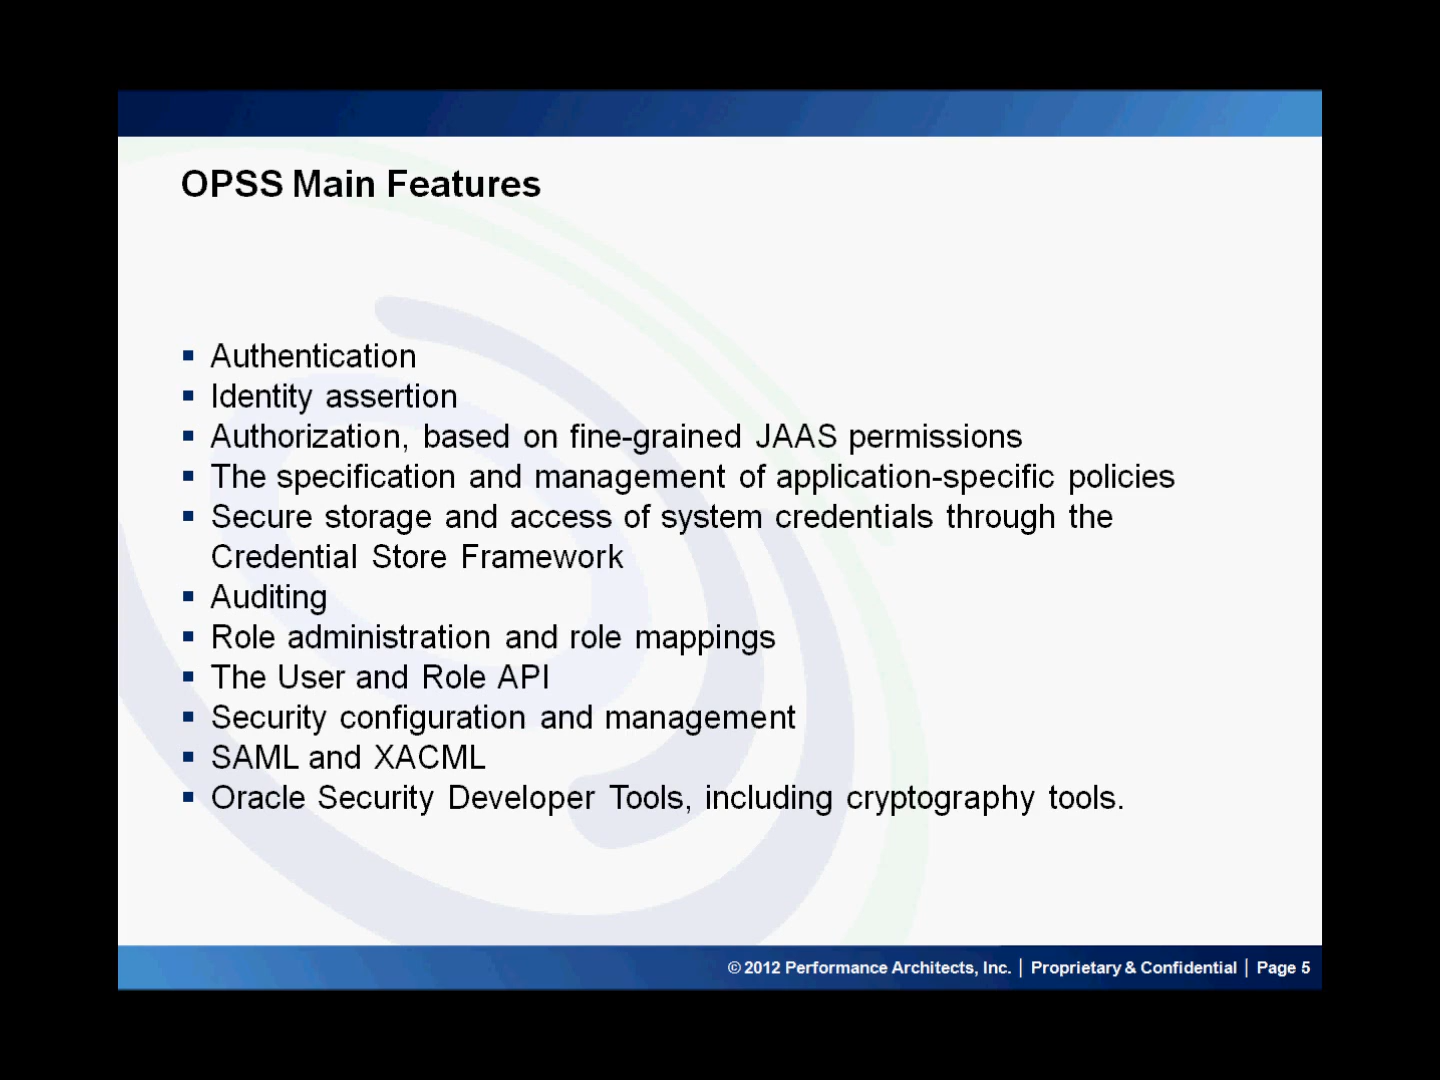 OPSS Main Features
▪ Authentication
▪ Identity assertion
▪ Authorization, based on fine-grained JAAS permissions
▪ The specification and management of application-specific policies
▪ Secure storage and access of system credentials through the
Credential Store Framework
▪ Auditing
▪ Role administration and role mappings
▪ The User and Role API
▪ Security configuration and management
▪ SAML and XACML
▪ Oracle Security Developer Tools, including cryptography tools.
© 2012 Performance Architects, Inc. | Proprietary & Confidential | Page 5